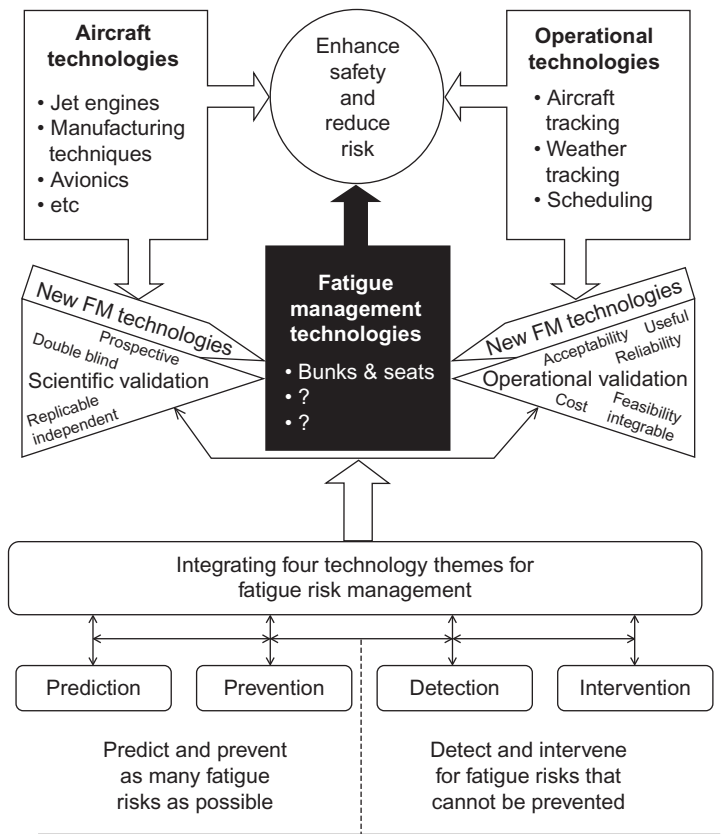 Aircraft
technologies
• Jet engines
• Manufacturing
techniques
• Avionics
• etc
Enhance
safety
and
reduce
risk
Operational
technologies
• Aircraft
tracking
• Weather
tracking
• Scheduling
New FM technologies
Double blind
Prospective
Scientific validation
Replicable
independent
Fatigue
management
technologies
• Bunks & seats
• ?
• ?
New FM technologies
Acceptability
Useful
Reliability
Operational validation
Cost
Feasibility
integrable
Integrating four technology themes for
fatigue risk management
Prediction
Prevention
Detection
Intervention
Predict and prevent
as many fatigue
risks as possible
Detect and intervene
for fatigue risks that
cannot be prevented